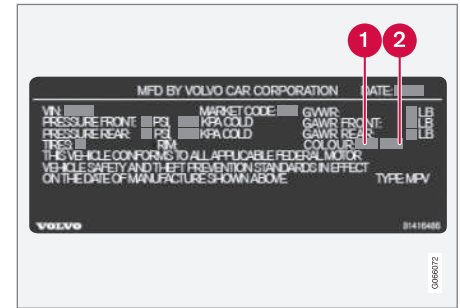 1 2
MFD BY VOLVO CAR CORPORATION DATE:
VIN: MARKET CODE: GVWR: LB
PRESSURE FRONT: PSI, KPA COLD GAWR FRONT: LB
PRESSURE REAR: PSI, KPA COLD GAWR REAR: LB
TIRES: RIM: COLOUR:
THIS VEHICLE CONFORMS TO ALL APPLICABLE FEDERAL MOTOR
VEHICLE SAFETY AND THEFT PREVENTION STANDARDS IN EFFECT
ON THE DATE OF MANUFACTURE SHOWN ABOVE. TYPE: MPV
VOLVO 31416486
G066072